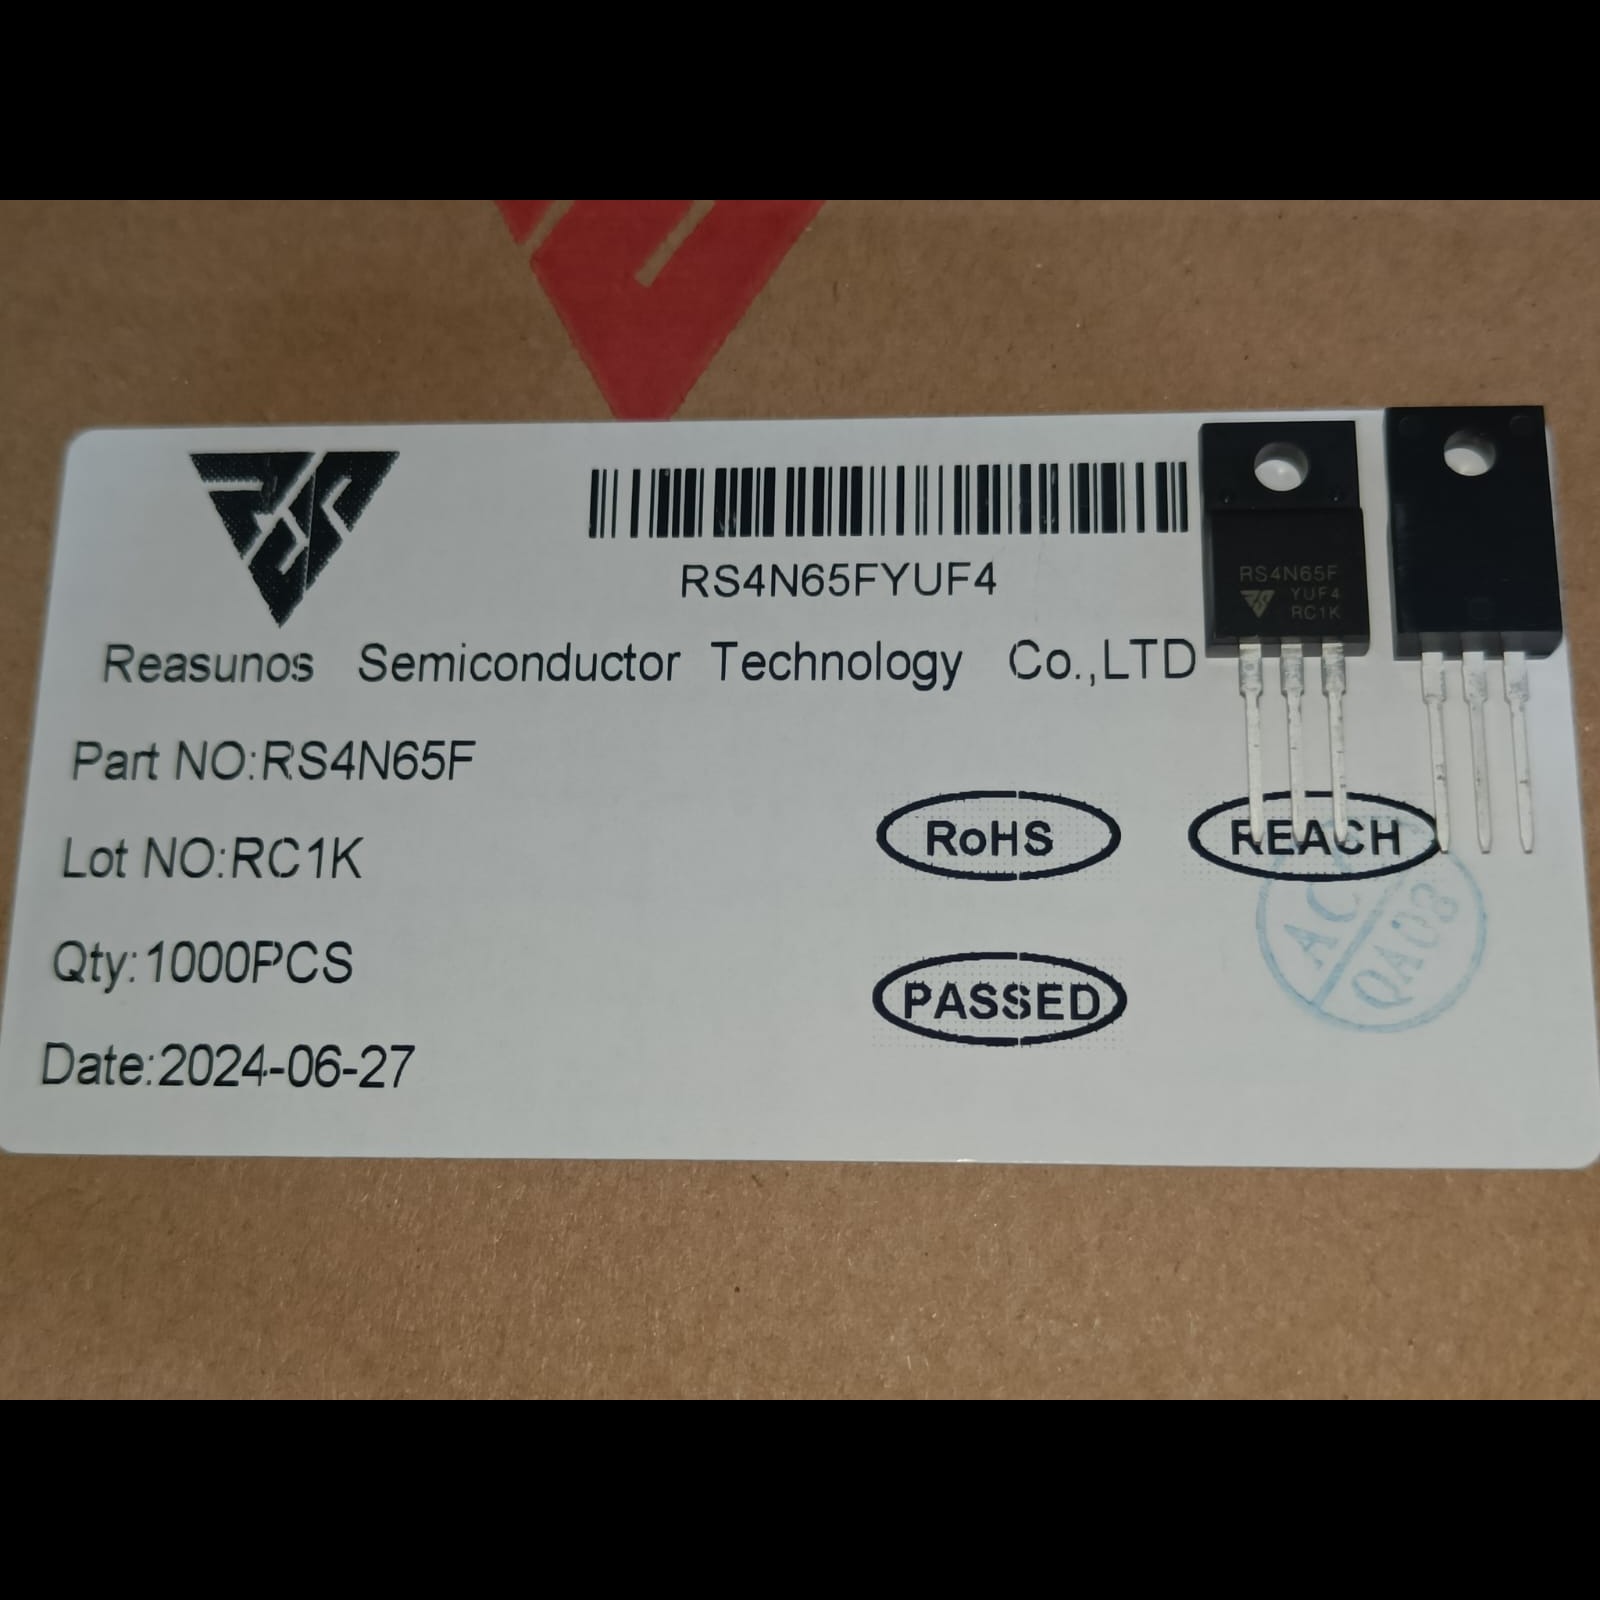 RS4N65FYUF4
Reasunos Semiconductor Technology Co.,LTD
Part NO:RS4N65F
Lot NO:RC1K
Qty:1000PCS
Date:2024-06-27
RoHS
REACH
PASSED
QA08
RS4N65F
YUF4
RC1K